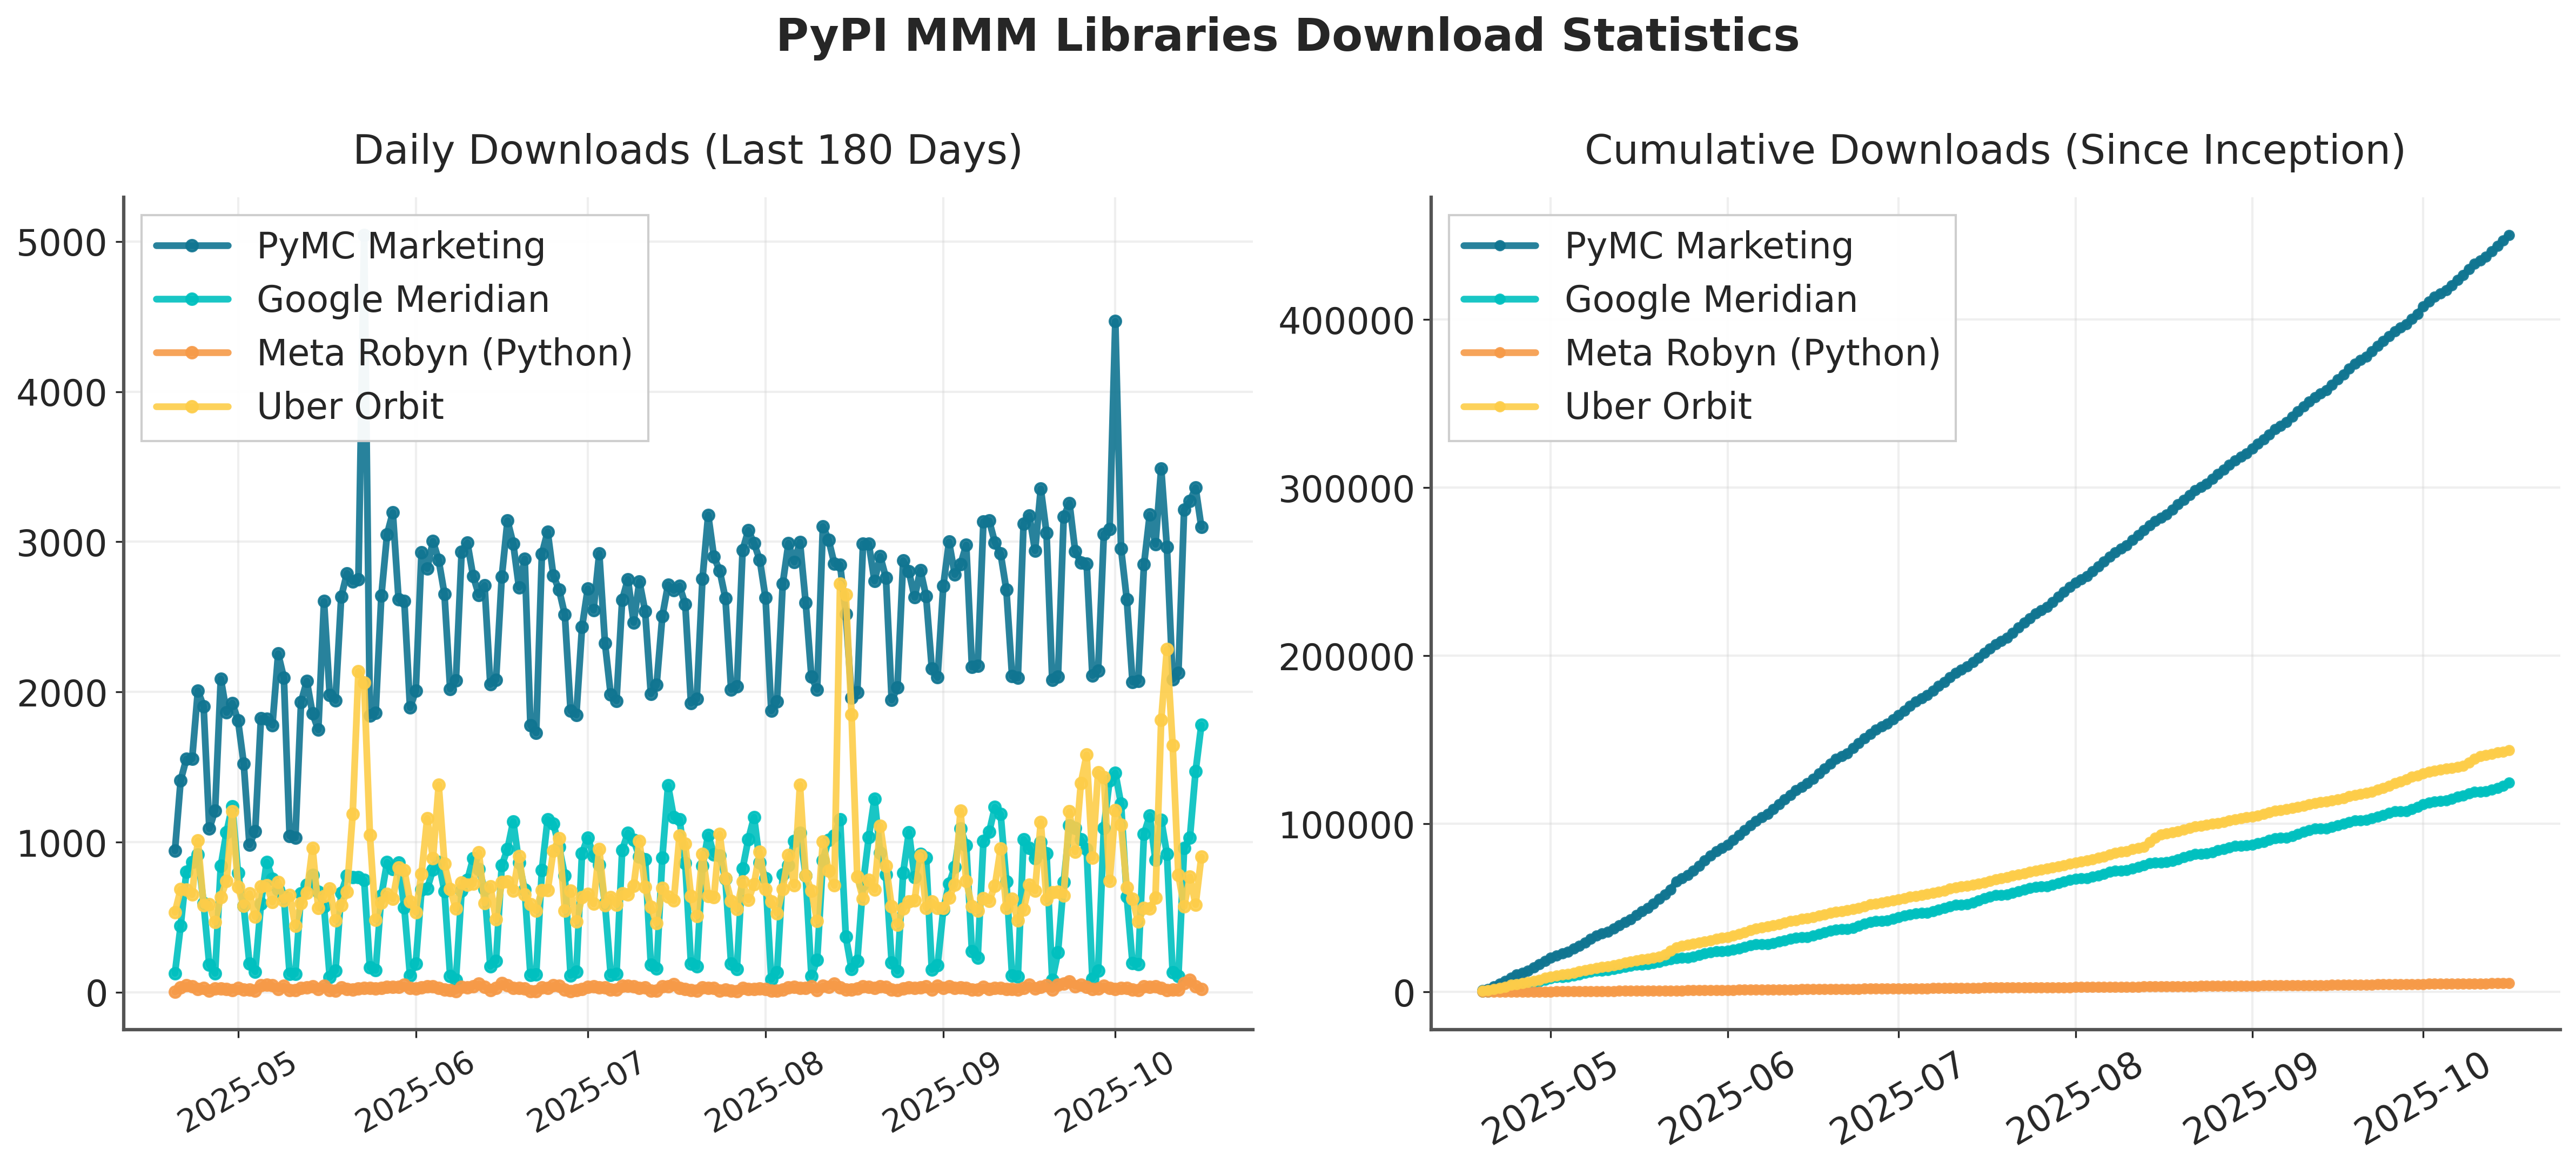 PyPI MMM Libraries Download Statistics
Daily Downloads (Last 180 Days)
5000
4000
3000
2000
1000
0
PyMC Marketing
Google Meridian
Meta Robyn (Python)
Uber Orbit
2025-05
2025-06
2025-07
2025-08
2025-09
2025-10
Cumulative Downloads (Since Inception)
400000
300000
200000
100000
0
PyMC Marketing
Google Meridian
Meta Robyn (Python)
Uber Orbit
2025-05
2025-06
2025-07
2025-08
2025-09
2025-10